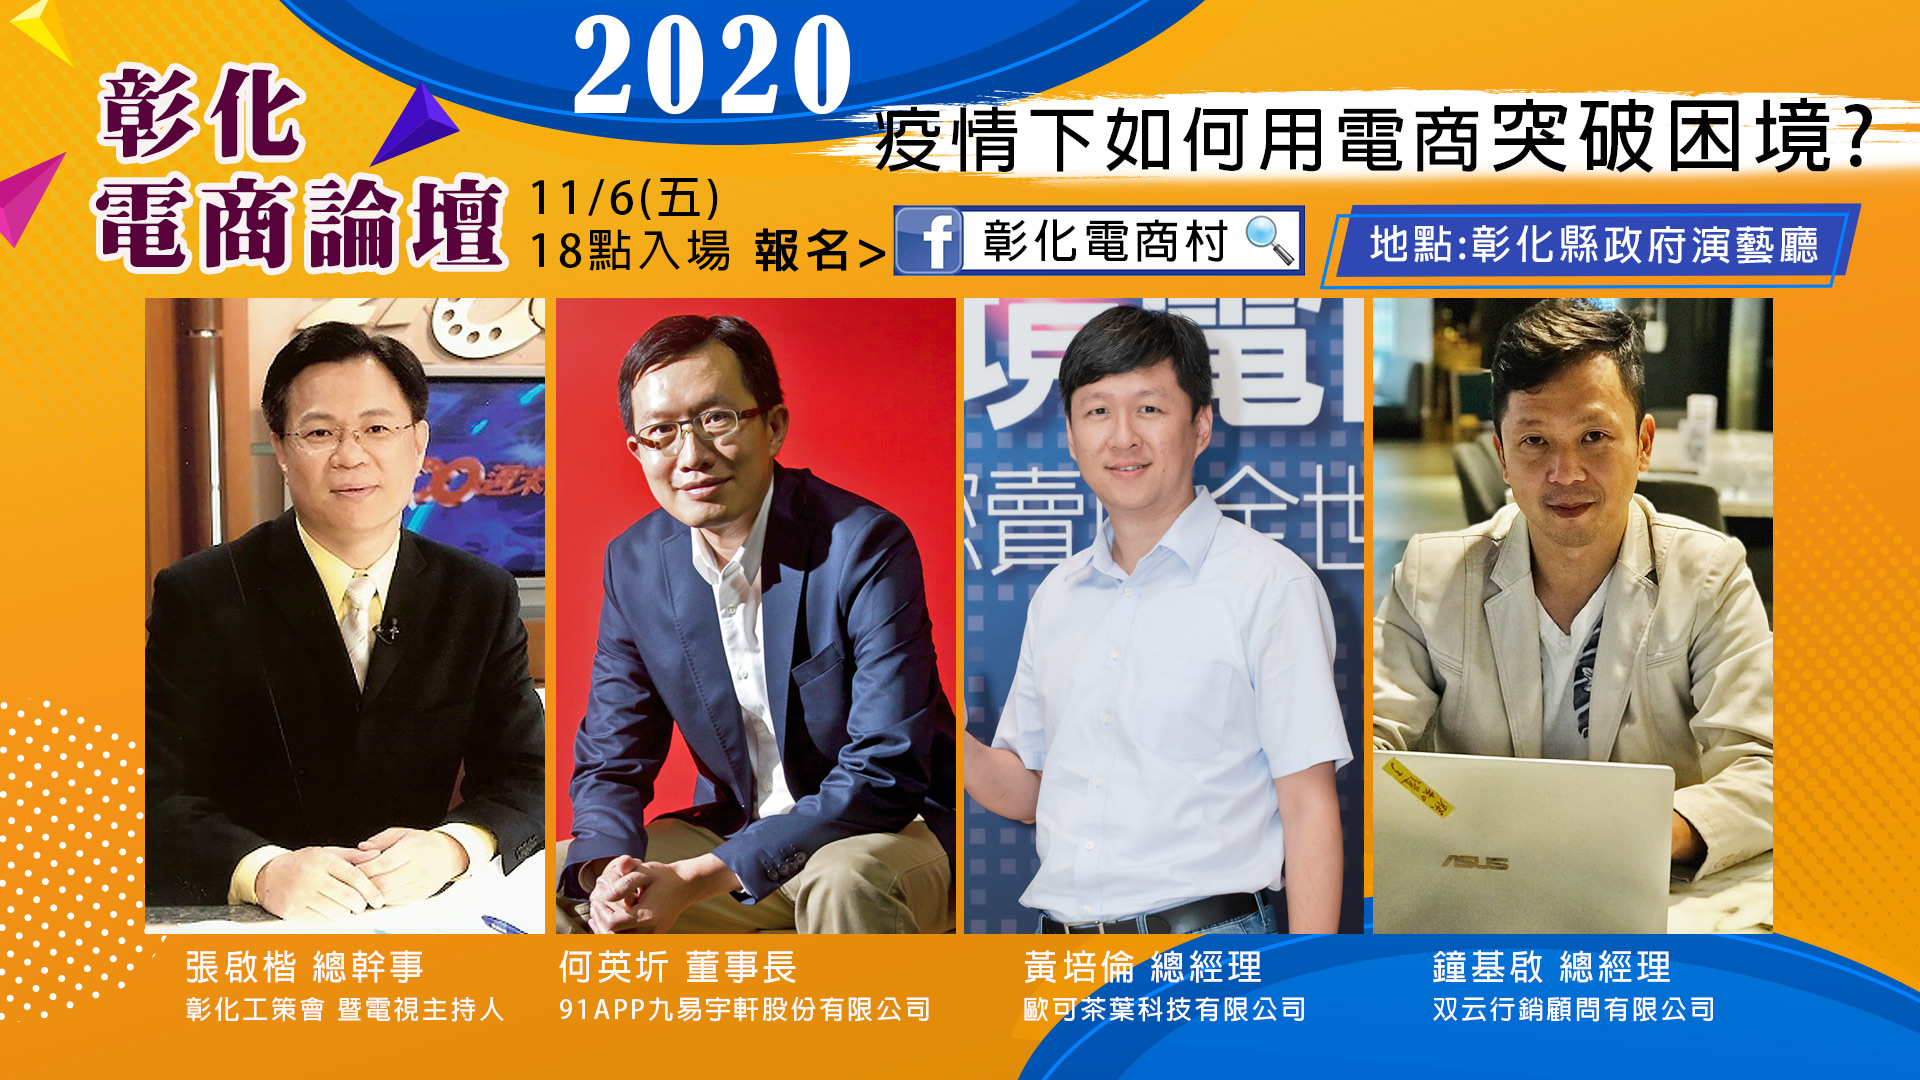 2020
彰化
電商論壇
疫情下如何用電商突破困境?
11/6(五)
18點入場 報名>
f 彰化電商村
地點:彰化縣政府演藝廳
賣 全世
ASUS
張啟楷 總幹事
彰化工策會 暨電視主持人
何英圻 董事長
91APP九易宇軒股份有限公司
黃培倫 總經理
歐可茶葉科技有限公司
鐘基啟 總經理
双云行銷顧問有限公司